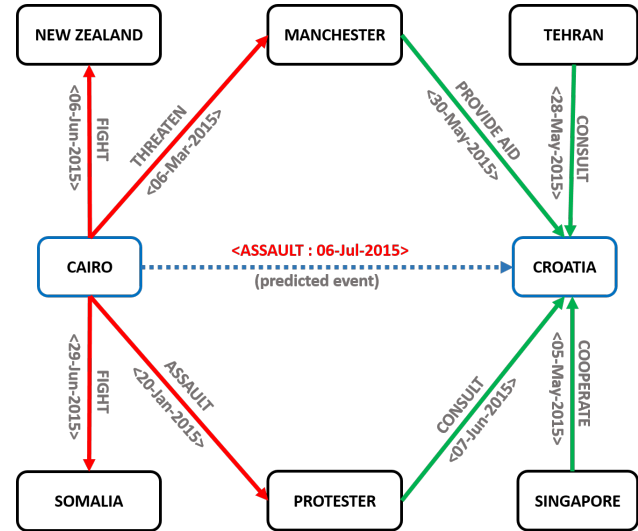 NEW ZEALAND
MANCHESTER
TEHRAN
FIGHT
<06-Jun-2015>
THREATEN
<06-Mar-2015>
PROVIDE AID
<30-May-2015>
CONSULT
<28-May-2015>
CAIRO
<ASSAULT : 06-Jul-2015>
(predicted event)
CROATIA
FIGHT
<29-Jun-2015>
ASSAULT
<20-Jan-2015>
CONSULT
<07-Jun-2015>
COOPERATE
<05-May-2015>
SOMALIA
PROTESTER
SINGAPORE